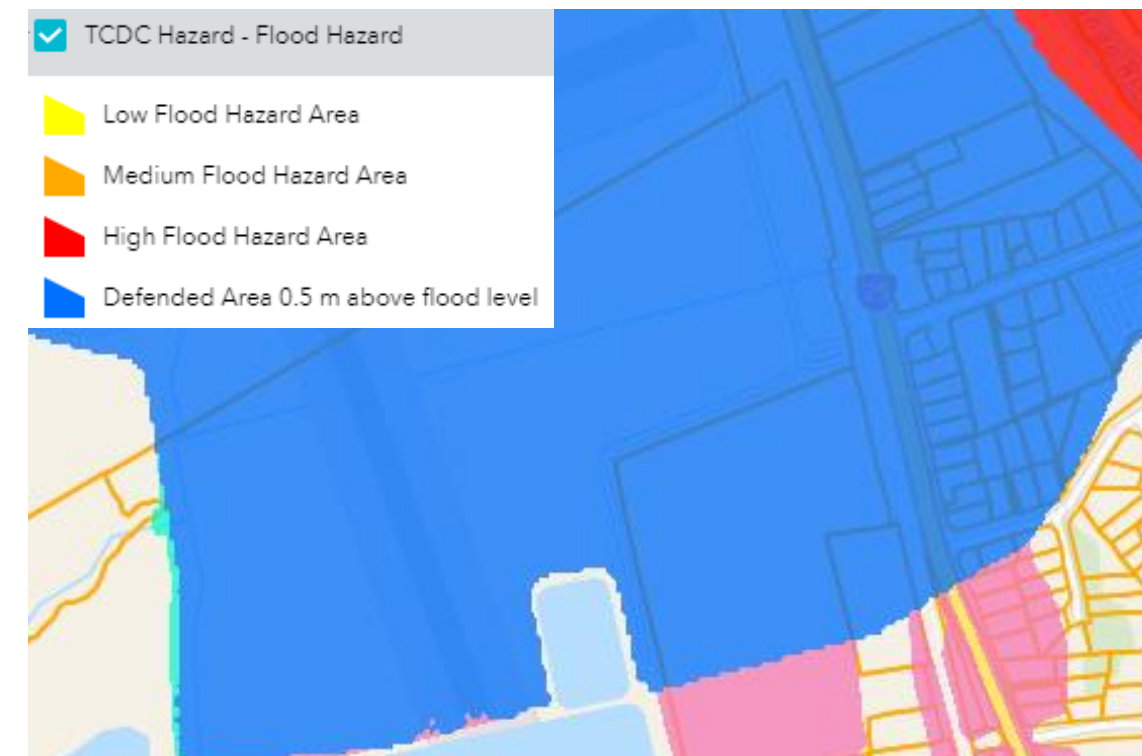 TCDC Hazard - Flood Hazard
Low Flood Hazard Area
Medium Flood Hazard Area
High Flood Hazard Area
Defended Area 0.5 m above flood level